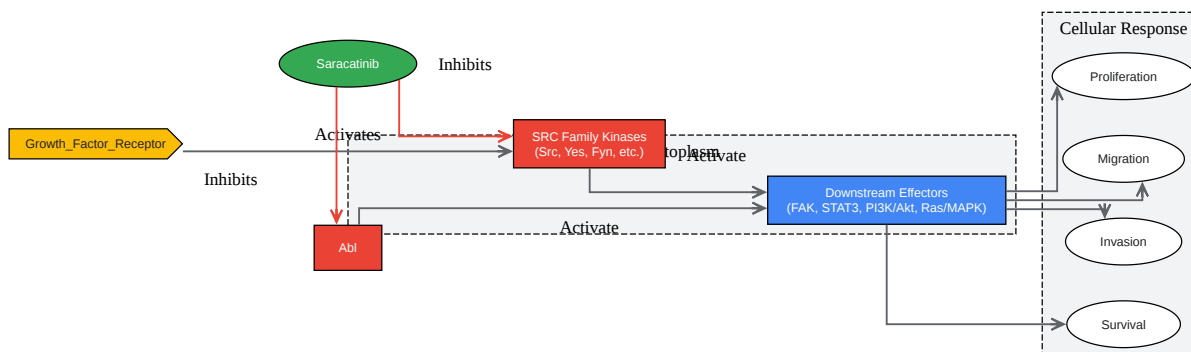 Cellular Response
Saracatinib
Inhibits
Proliferation
Activates
SRC Family Kinases
(Src, Yes, Fyn, etc.)
Growth_Factor_Receptor
toplasm
Activate
Migration
Inhibits
Downstream Effectors
(FAK, STAT3, PI3K/Akt, Ras/MAPK)
Abl
Activate
Invasion
Survival